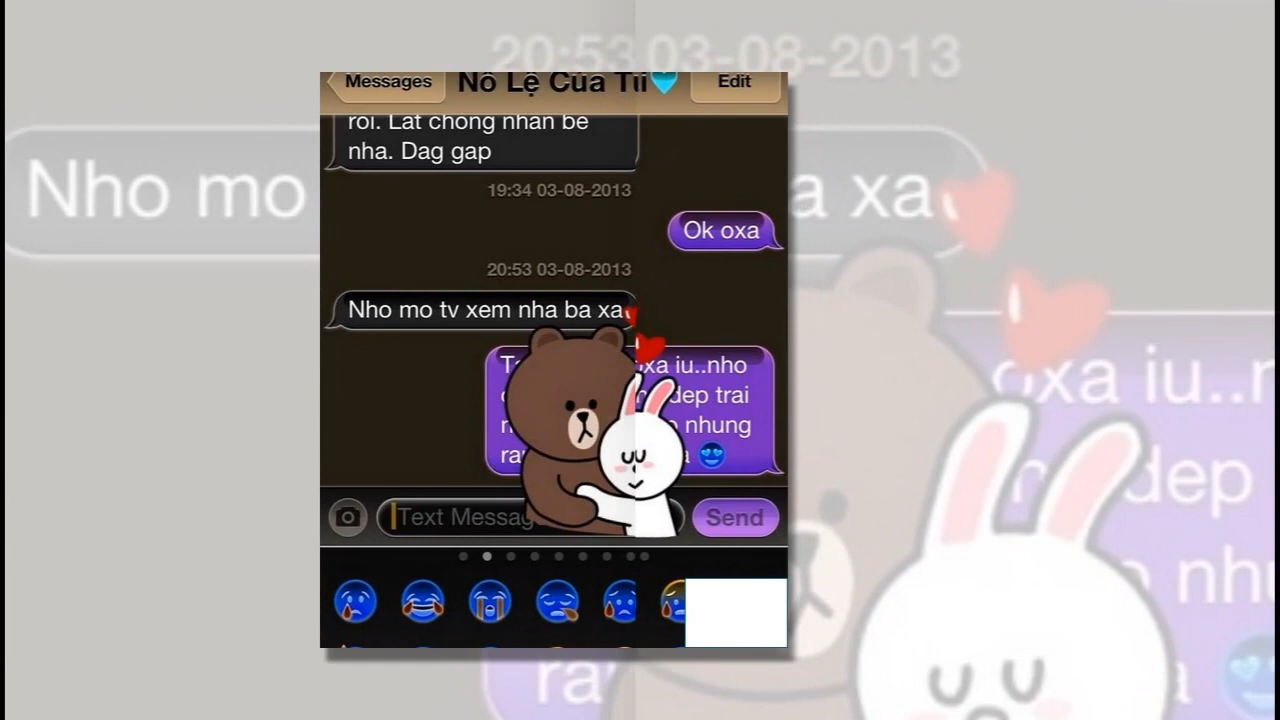 20:53 03-08-2013
Messages
Nô Lệ Của Tui
Edit
roi. Lat chong nhan be
nha. Dag gap
19:34 03-08-2013
Ok oxa
20:53 03-08-2013
Nho mo tv xem nha ba xa
oxa iu..nho
dep trai
nhung
Text Messag
Send
Nho mo
a xa
oxa iu..
dep